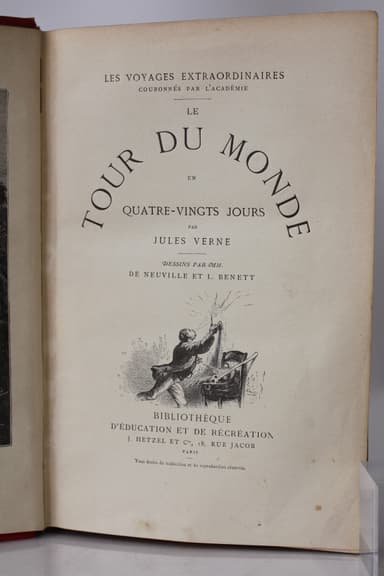 LES VOYAGES EXTRAORDINAIRES
COURONNÉS PAR L'ACADÉMIE
LE
TOUR DU MONDE
EN
QUATRE-VINGTS JOURS
PAR
JULES VERNE
DESSINS PAR MM.
DE NEUVILLE ET L. BENETT
BIBLIOTHÈQUE
D'ÉDUCATION ET DE RÉCRÉATION
J. HETZEL ET Cie, 18, RUE JACOB
PARIS
Tous droits de traduction et de reproduction réservés.